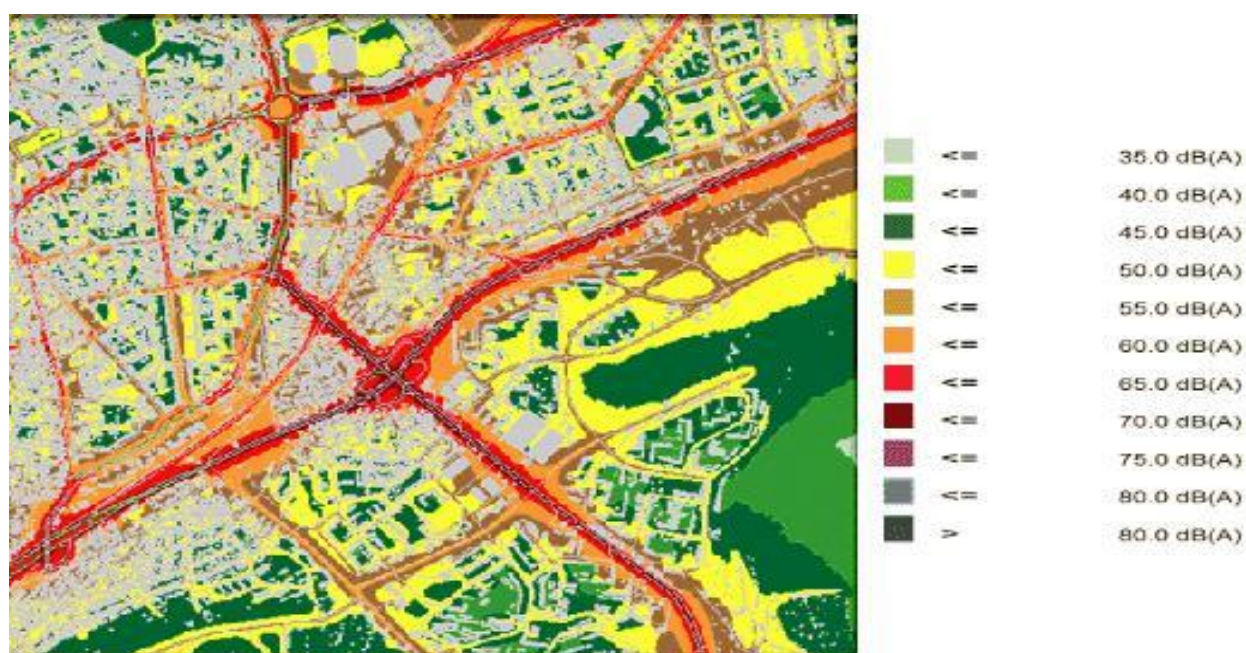 <= 35.0 dB(A)
<= 40.0 dB(A)
<= 45.0 dB(A)
<= 50.0 dB(A)
<= 55.0 dB(A)
<= 60.0 dB(A)
<= 65.0 dB(A)
<= 70.0 dB(A)
<= 75.0 dB(A)
<= 80.0 dB(A)
> 80.0 dB(A)